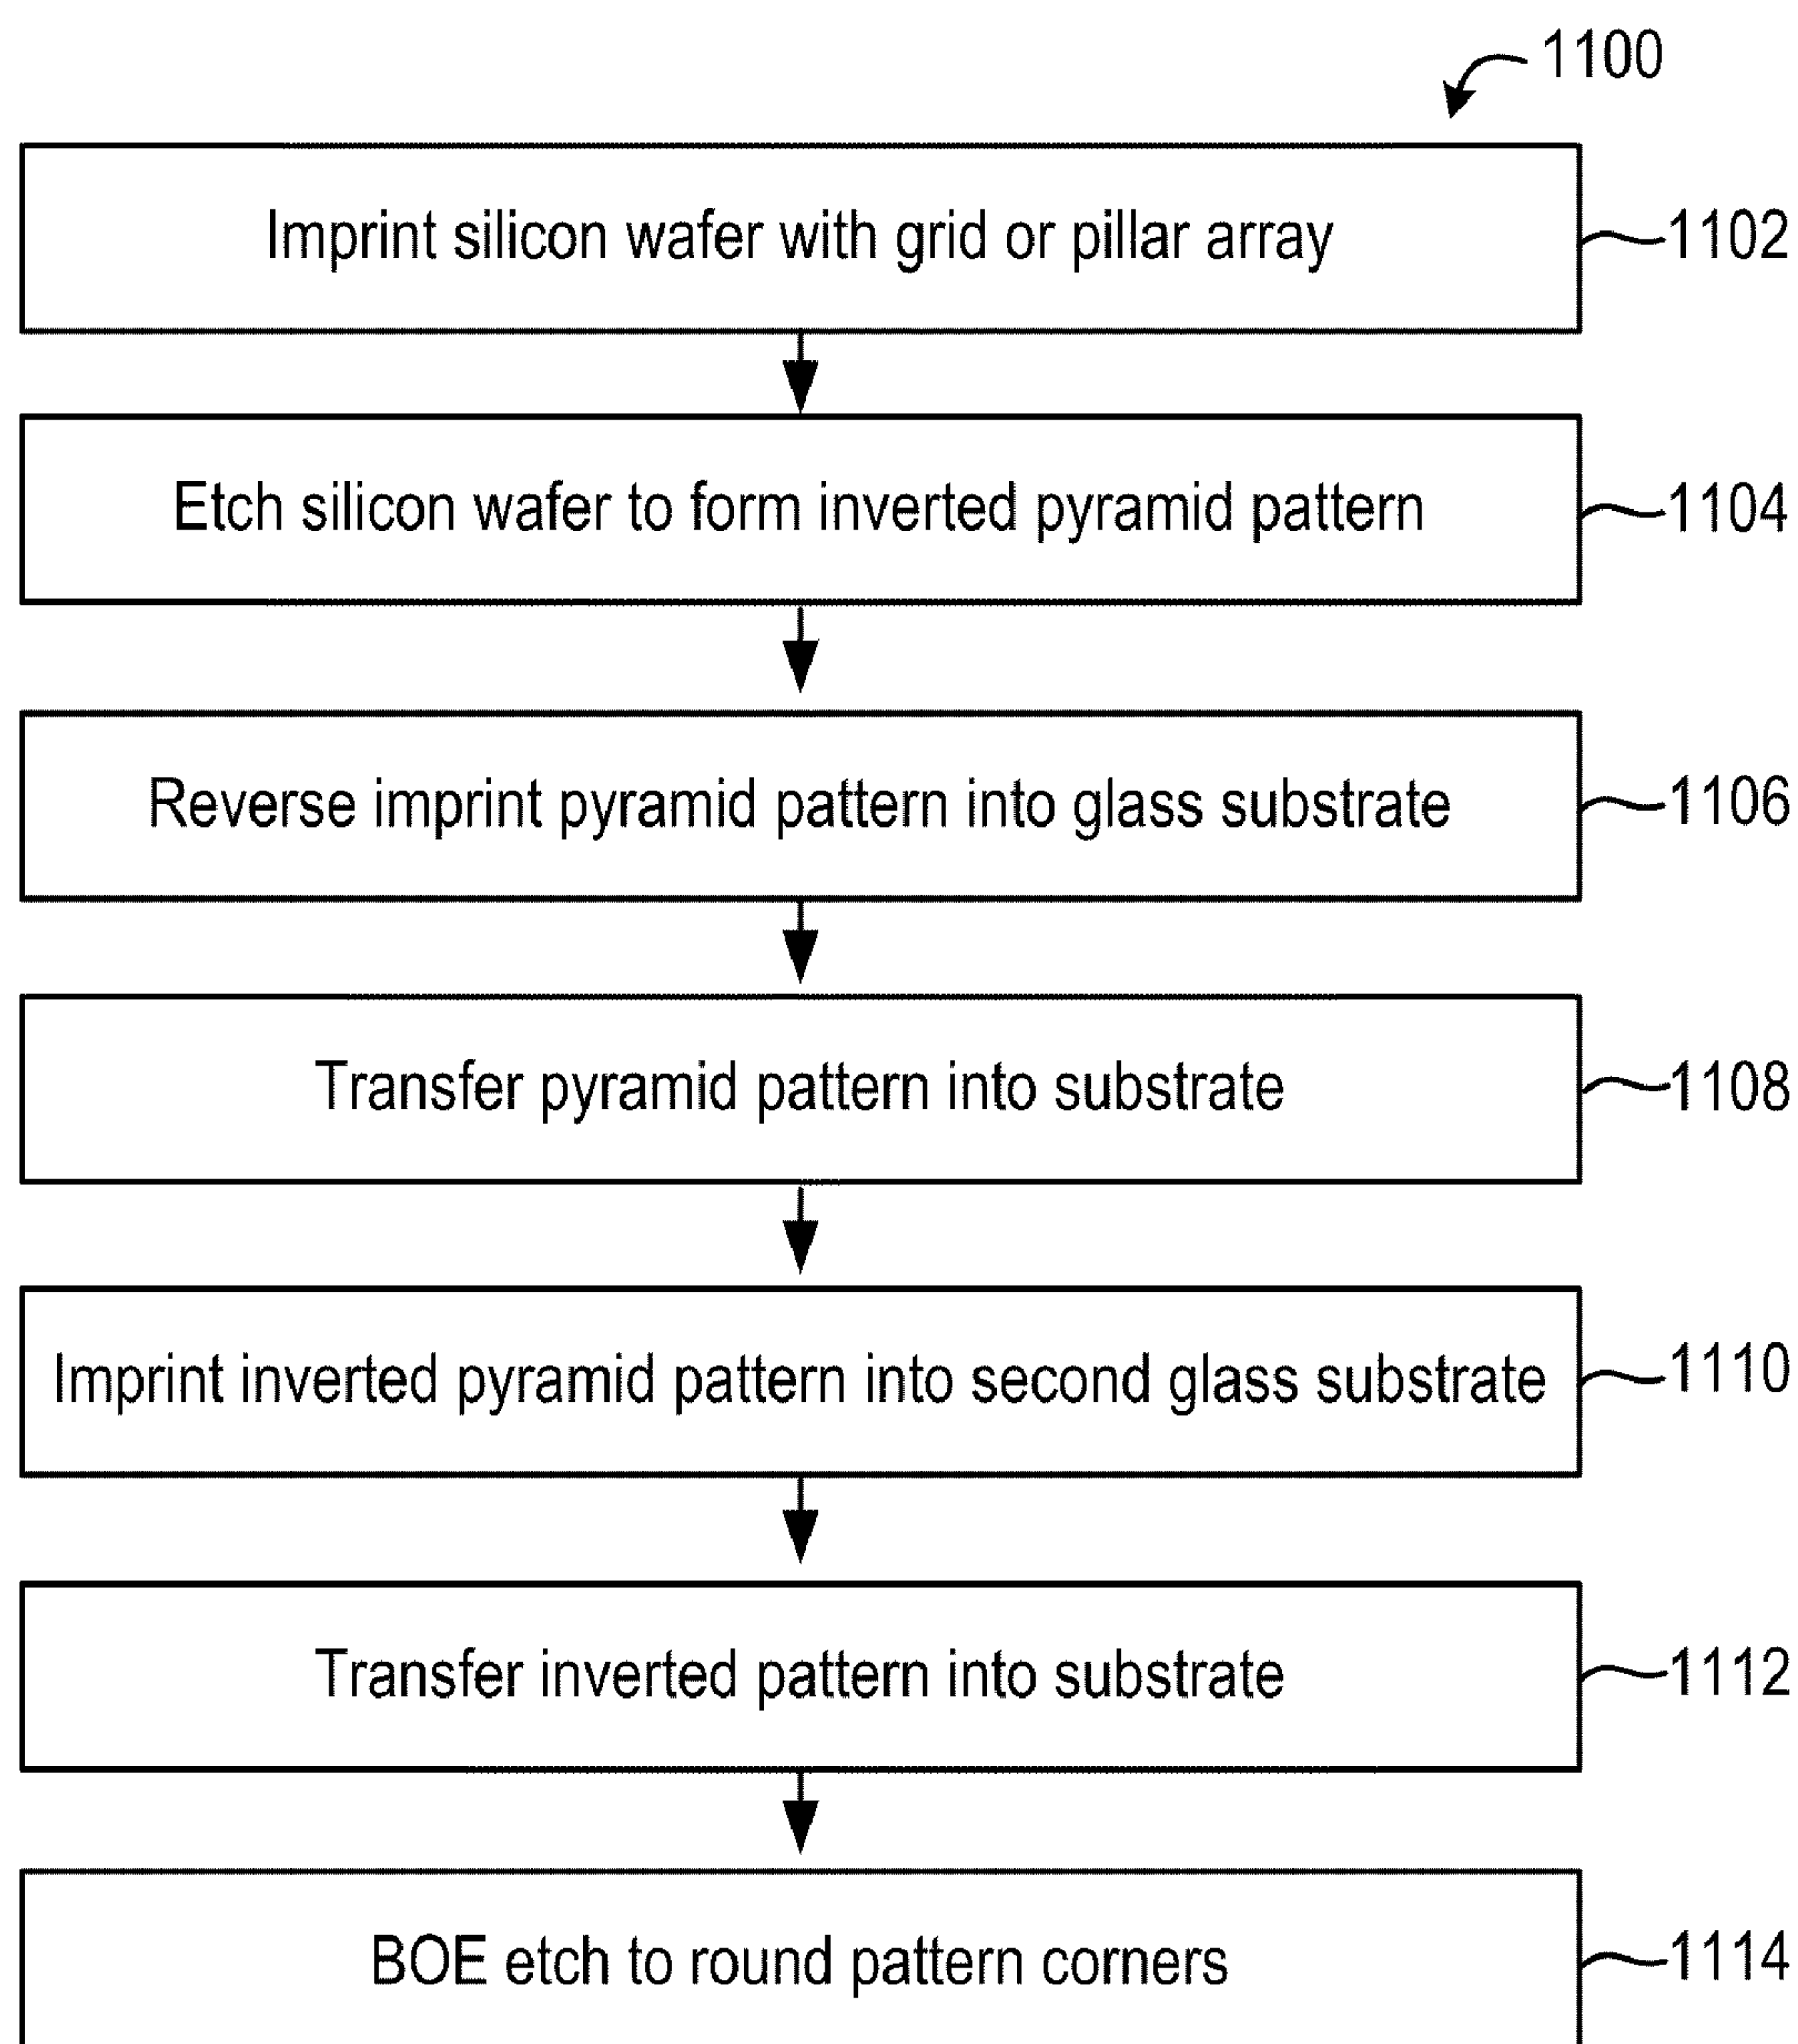 1100
Imprint silicon wafer with grid or pillar array
1102
Etch silicon wafer to form inverted pyramid pattern
1104
Reverse imprint pyramid pattern into glass substrate
1106
Transfer pyramid pattern into substrate
1108
Imprint inverted pyramid pattern into second glass substrate
1110
Transfer inverted pattern into substrate
1112
BOE etch to round pattern corners
1114